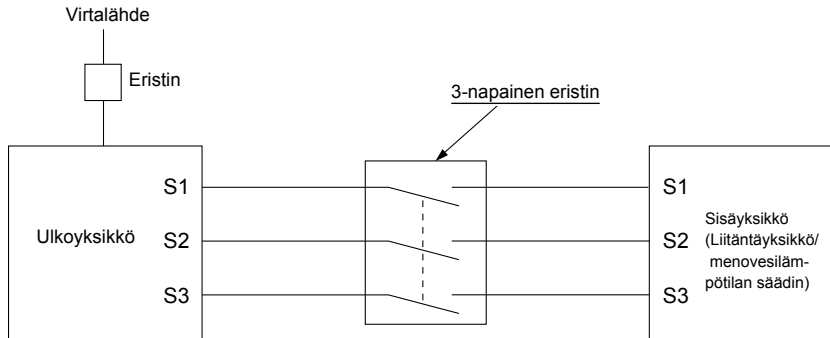 Virtalähde
Eristin
3-napainen eristin
Ulkoyksikkö
S1
S2
S3
S1
S2
S3
Sisäyksikkö
(Liitäntäyksikkö/
menovesiläm-
pötilan säädin)